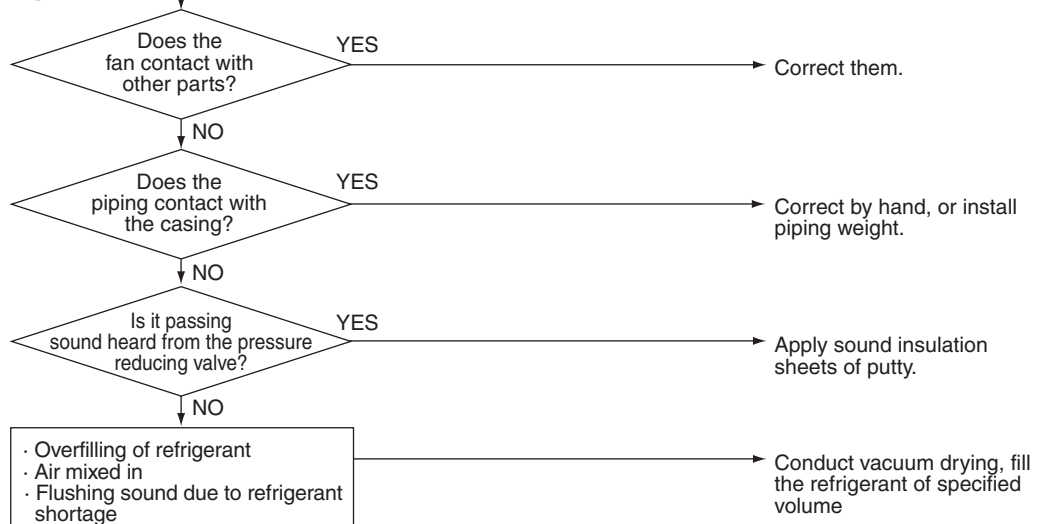 Does the
fan contact with
other parts?
YES
Correct them.
NO
Does the
piping contact with
the casing?
YES
Correct by hand, or install
piping weight.
NO
Is it passing
sound heard from the pressure
reducing valve?
YES
Apply sound insulation
sheets of putty.
NO
· Overfilling of refrigerant
· Air mixed in
· Flushing sound due to refrigerant
shortage
Conduct vacuum drying, fill
the refrigerant of specified
volume